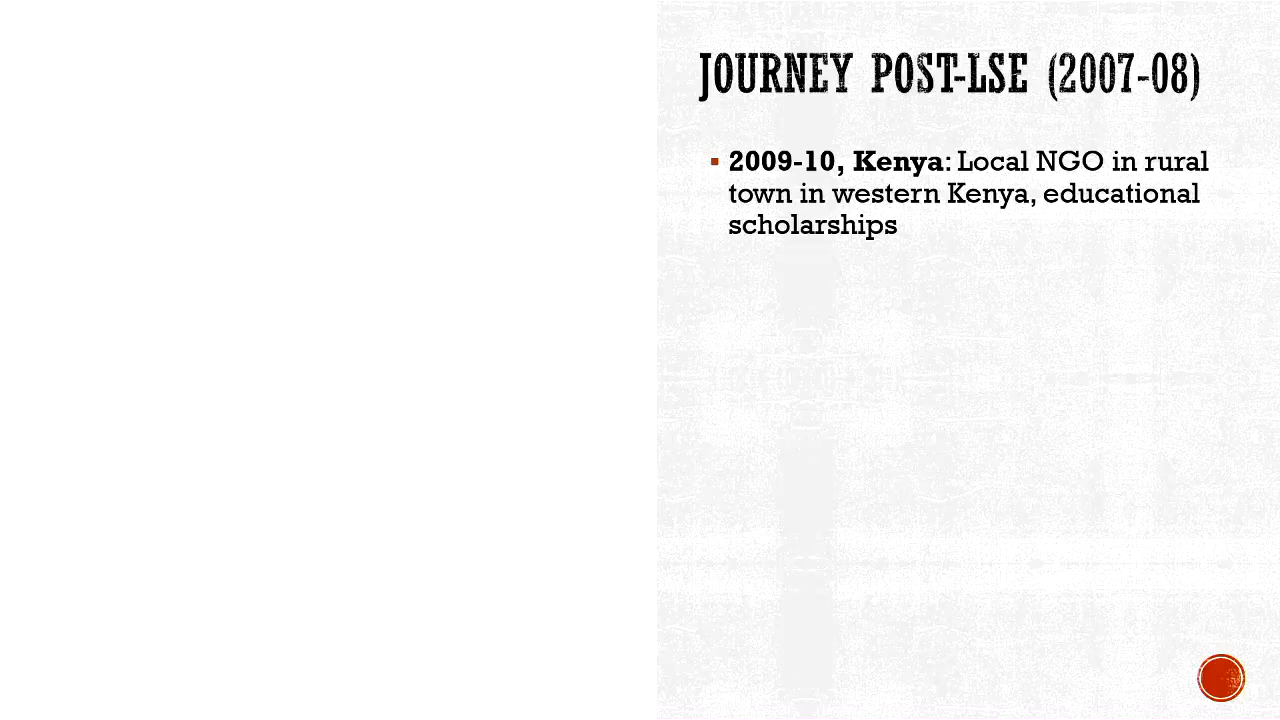 JOURNEY POST-LSE (2007-08)
▪ 2009-10, Kenya: Local NGO in rural
town in western Kenya, educational
scholarships